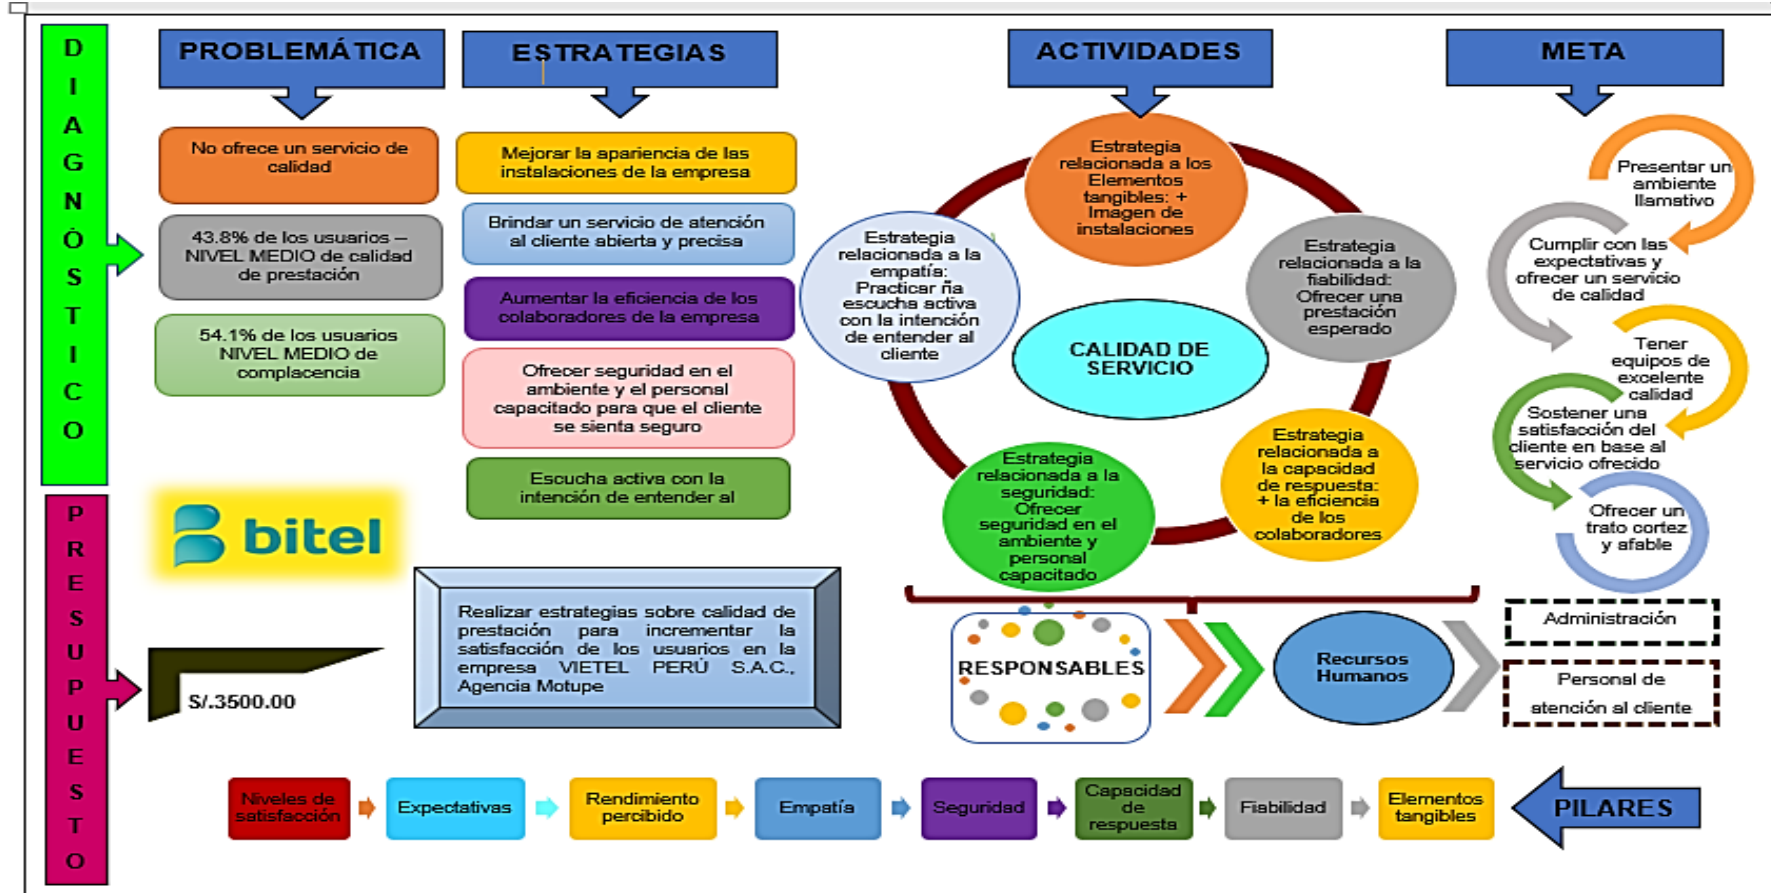 DIAGNÓSTICO
PROBLEMÁTICA
No ofrece un servicio de
calidad
43.8% de los usuarios –
NIVEL MEDIO de calidad
de prestación
54.1% de los usuarios
NIVEL MEDIO de
complacencia
ESTRATEGIAS
Mejorar la apariencia de las
instalaciones de la empresa
Brindar un servicio de atención
al cliente abierta y precisa
Aumentar la eficiencia de los
colaboradores de la empresa
Ofrecer seguridad en el
ambiente y el personal
capacitado para que el cliente
se sienta seguro
Escucha activa con la
intención de entender al
ACTIVIDADES
Estrategia
relacionada a los
Elementos
tangibles: +
Imagen de
instalaciones
Estrategia
relacionada a la
fiabilidad:
Ofrecer una
prestación
esperado
Estrategia
relacionada a
la capacidad
de respuesta:
+ la eficiencia
de los
colaboradores
Estrategia
relacionada a la
seguridad:
Ofrecer
seguridad en el
ambiente y
personal
capacitado
Estrategia
relacionada a la
empatía:
Practicar ña
escucha activa
con la intención
de entender al
cliente
CALIDAD DE
SERVICIO
META
Presentar un
ambiente
llamativo
Cumplir con las
expectativas y
ofrecer un servicio
de calidad
Tener
equipos de
excelente
calidad
Sostener una
satisfacción del
cliente en base al
servicio ofrecido
Ofrecer un
trato cortez
y afable
PRESUPUESTO
bitel
S/.3500.00
Realizar estrategias sobre calidad de
prestación para incrementar la
satisfacción de los usuarios en la
empresa VIETEL PERÚ S.A.C.,
Agencia Motupe
RESPONSABLES
Recursos
Humanos
Administración
Personal de
atención al cliente
Niveles de
satisfacción
Expectativas
Rendimiento
percibido
Empatía
Seguridad
Capacidad
de
respuesta
Fiabilidad
Elementos
tangibles
PILARES